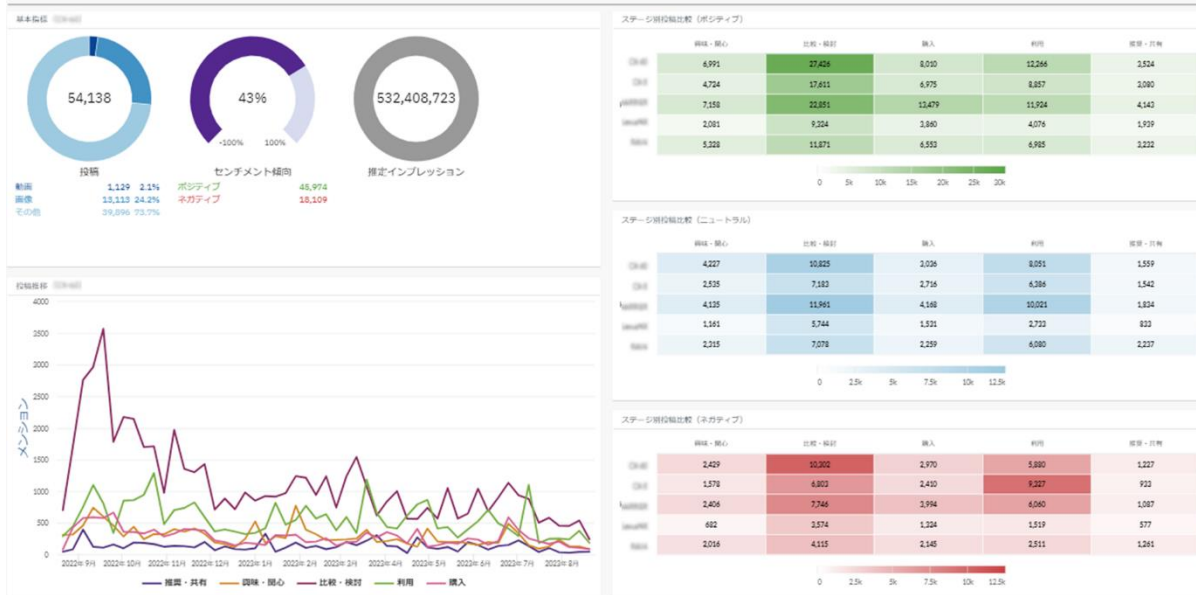 基本指標
54,138
43%
532,408,723
-100% 100%
投稿
センチメント傾向
推定インプレッション
動画 1,129 2.1%
画像 13,113 24.2%
その他 39,896 73.7%
ポジティブ 45,974
ネガティブ 18,109
投稿推移
メンション
4000
3500
3000
2500
2000
1500
1000
500
0
2022年 9月 2022年 10月 2022年 11月 2022年 12月 2023年 1月 2023年 2月 2023年 3月 2023年 4月 2023年 5月 2023年 6月 2023年 7月 2023年 8月
推奨・共有 興味・関心 比較・検討 利用 購入
ステージ別投稿比較（ポジティブ）
興味・関心 比較・検討 購入 利用 推奨・共有
6,991 27,426 8,010 12,266 3,524
4,724 17,611 6,975 8,857 3,080
7,158 22,851 13,479 11,924 4,143
2,081 9,324 3,860 4,076 1,939
5,328 11,871 6,553 6,985 3,232
0 5k 10k 15k 20k 25k 30k
ステージ別投稿比較（ニュートラル）
興味・関心 比較・検討 購入 利用 推奨・共有
4,227 10,825 3,036 8,051 1,559
2,535 7,183 2,716 6,386 1,542
4,135 11,961 4,168 10,021 1,834
1,161 5,744 1,531 2,733 833
2,315 7,078 2,259 6,080 2,237
0 2.5k 5k 7.5k 10k 12.5k
ステージ別投稿比較（ネガティブ）
興味・関心 比較・検討 購入 利用 推奨・共有
2,429 10,302 2,970 5,880 1,227
1,578 6,803 2,410 9,327 933
2,406 7,746 2,994 6,060 1,087
682 2,574 1,224 1,519 577
2,016 4,115 2,145 2,511 1,261
0 2.5k 5k 7.5k 10k 12.5k